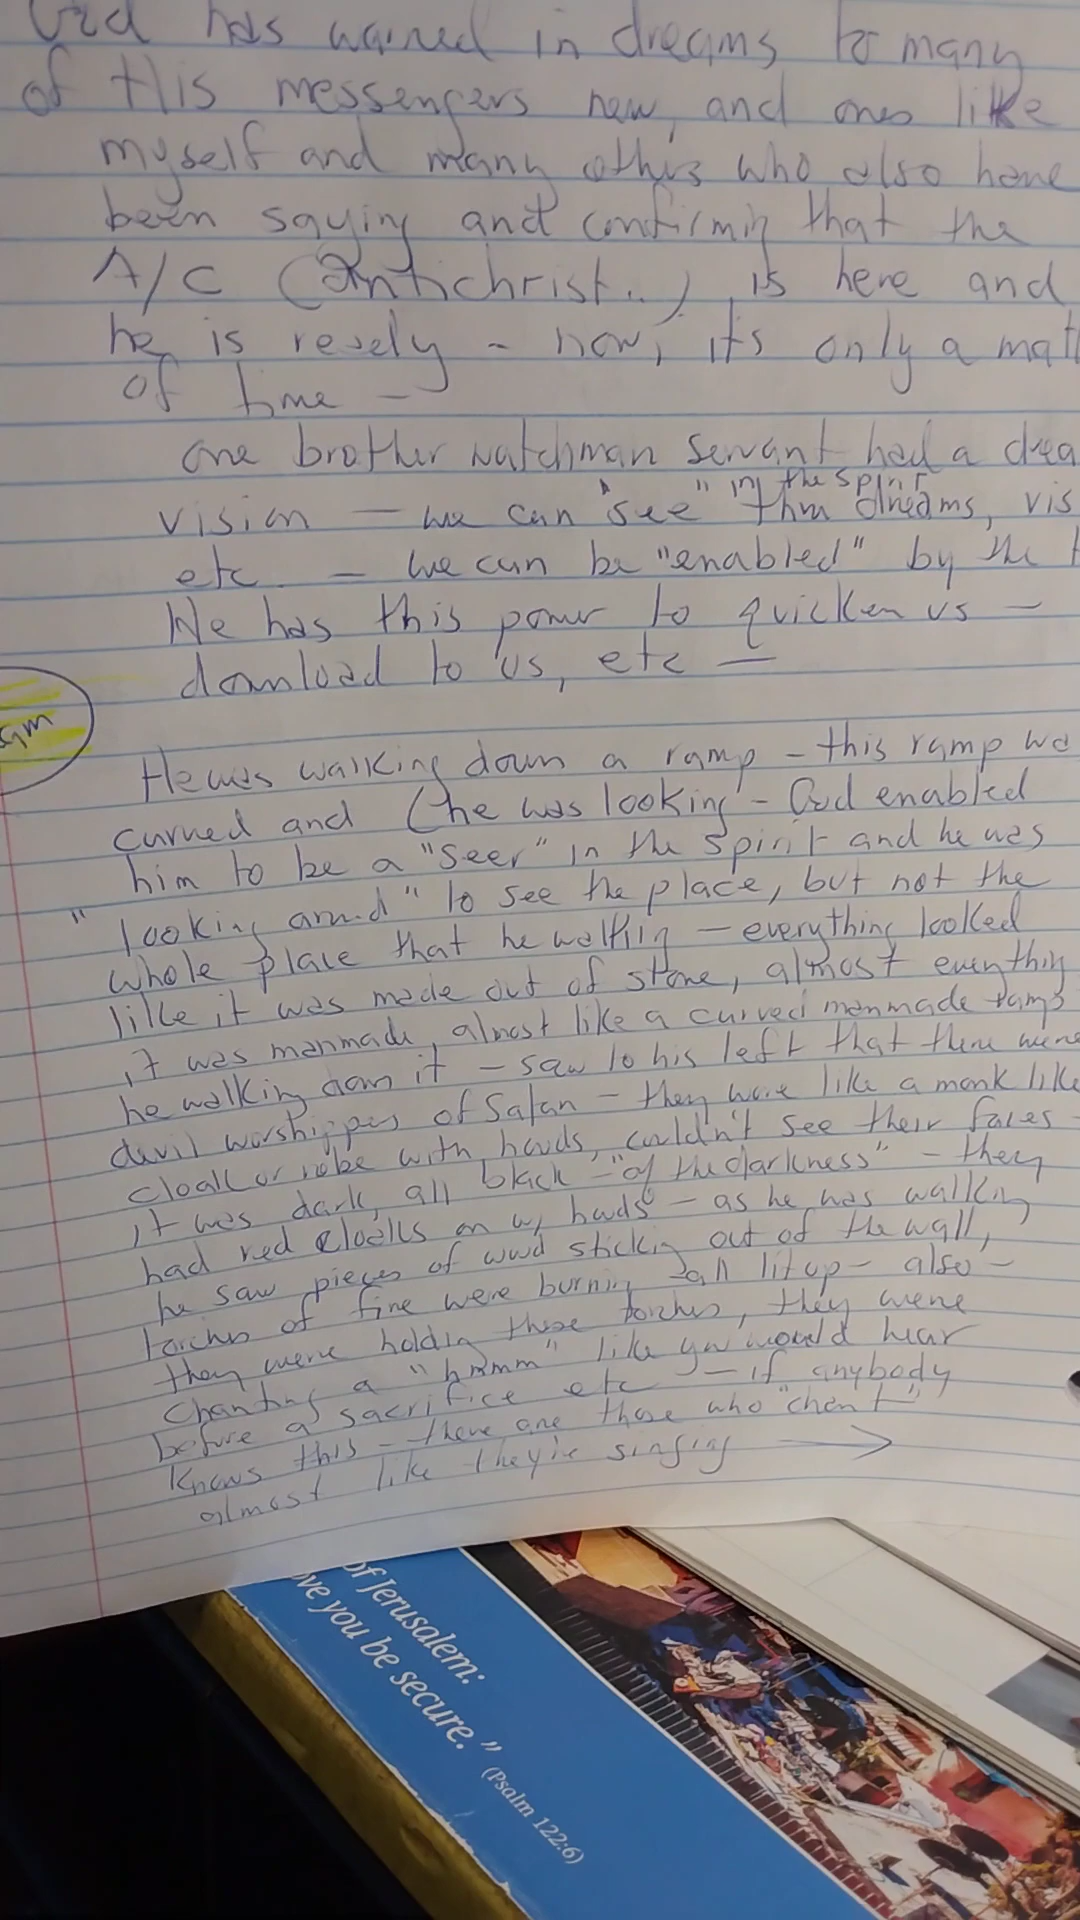 God has warned in dreams to many
of His messengers now, and ones like
myself and many others who also have
been saying and confirmin that the
A/C (Antichrist..) is here and
he is ready - now, it's only a matt
of time -
one brother watchman servant had a drea
vision - we can "see" in the spirit thru dreams, vis
etc. - we can be "enabled" by the H
He has this power to quicken us -
download to us, etc -
am
He was walking down a ramp - this ramp wa
curved and (he was looking - God enabled
him to be a "seer" in the spirit and he was
"looking around" to see the place, but not the
whole place that he walkin - everything looked
like it was made out of stone, almost everythin
it was manmade, almost like a curved manmade ramp
he walking down it - saw to his left that there were
devil worshippers of Satan - they were like a monk like
cloak or robe with hoods, couldn't see their faces -
it was dark, all black - "of the darkness" - they
had red cloaks on w/ hoods - as he was walkin
he saw pieces of wood stickin out of the wall,
torches of fire were burnin - all lit up - also -
they were holdin these torches, they were
chanting a "hmmm" like you would hear
before a sacrifice etc - if anybody
knows this - there are those who "chant"
almost like they're singing →
of Jerusalem:
ove you be secure."
(Psalm 122:6)